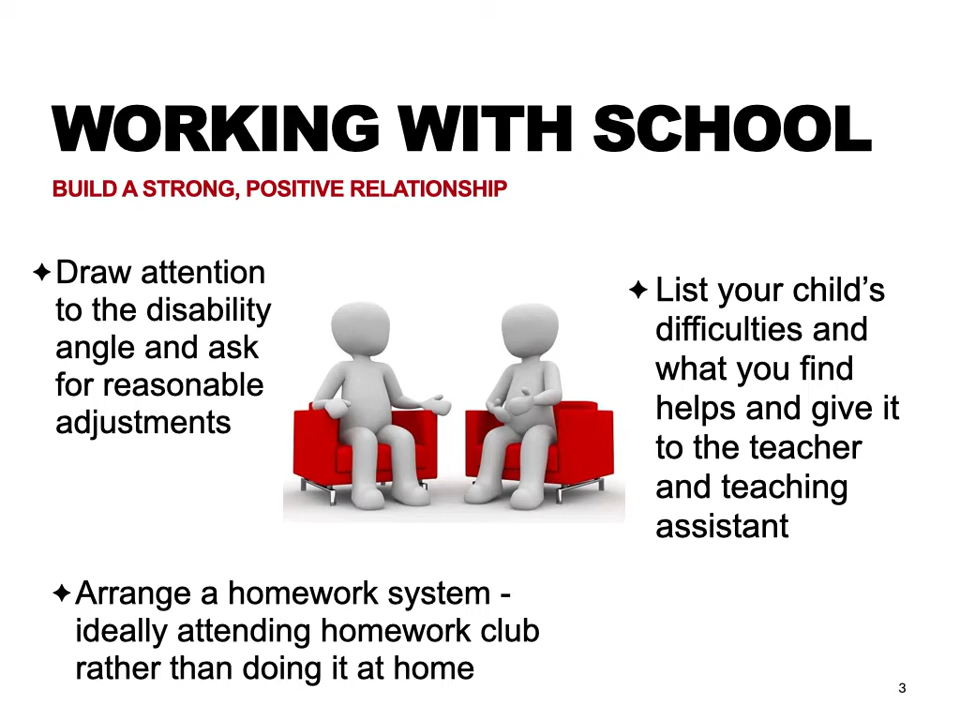 WORKING WITH SCHOOL
BUILD A STRONG, POSITIVE RELATIONSHIP
✦Draw attention
to the disability
angle and ask
for reasonable
adjustments
✦ List your child’s
difficulties and
what you find
helps and give it
to the teacher
and teaching
assistant
✦Arrange a homework system -
ideally attending homework club
rather than doing it at home
3